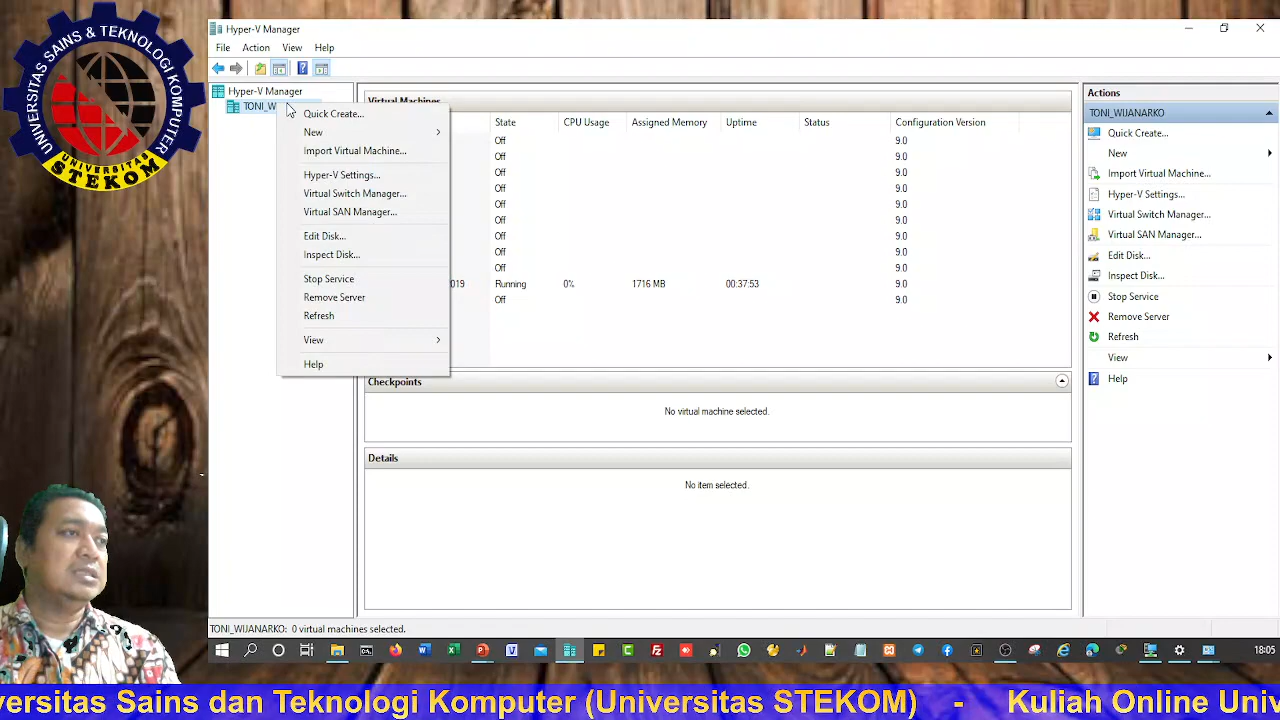 UNIVERSITAS SAINS & TEKNOLOGI KOMPUTER
UNIVERSITAS
STEKOM
Hyper-V Manager
File Action View Help
Hyper-V Manager
TONI_W
Quick Create...
New
Import Virtual Machine...
Hyper-V Settings...
Virtual Switch Manager...
Virtual SAN Manager...
Edit Disk...
Inspect Disk...
Stop Service
Remove Server
Refresh
View
Help
Virtual Machines
State CPU Usage Assigned Memory Uptime Status Configuration Version
Off 9.0
Off 9.0
Off 9.0
Off 9.0
Off 9.0
Off 9.0
Off 9.0
Off 9.0
Off 9.0
019 Running 0% 1716 MB 00:37:53 9.0
Off 9.0
Checkpoints
No virtual machine selected.
Details
No item selected.
Actions
TONI_WIJANARKO
Quick Create...
New
Import Virtual Machine...
Hyper-V Settings...
Virtual Switch Manager...
Virtual SAN Manager...
Edit Disk...
Inspect Disk...
Stop Service
Remove Server
Refresh
View
Help
TONI_WIJANARKO: 0 virtual machines selected.
18:05
versitas Sains dan Teknologi Komputer (Universitas STEKOM) - Kuliah Online Univ